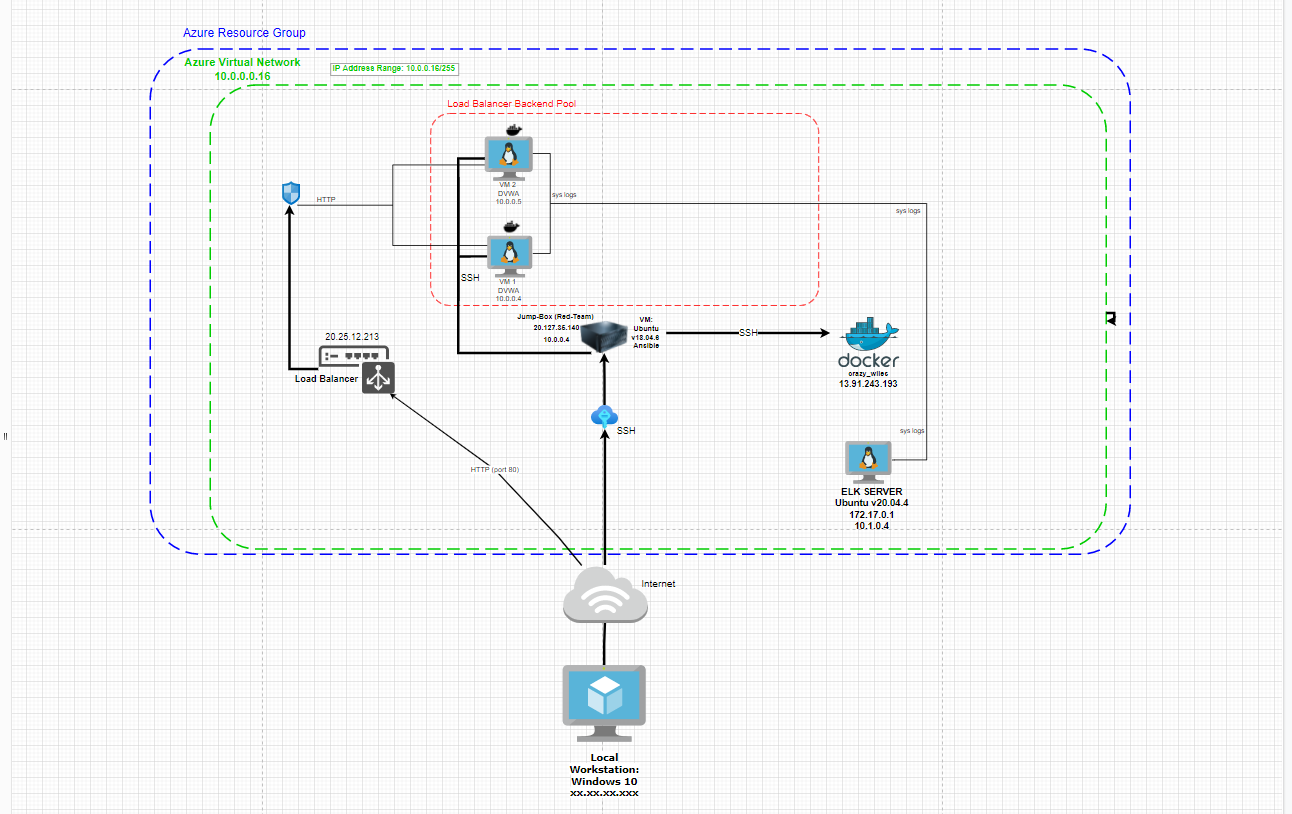 Azure Resource Group
Azure Virtual Network
10.0.0.0.16
IP Address Range: 10.0.0.16/255
Load Balancer Backend Pool
VM 2
DVWA
10.0.0.5
sys logs
sys logs
HTTP
SSH
VM 1
DVWA
10.0.0.4
Jump-Box (Red-Team)
20.127.35.140
10.0.0.4
VM:
Ubuntu
v18.04.6
Ansible
SSH
docker
crazy_wiles
13.91.243.193
20.25.12.213
Load Balancer
SSH
sys logs
HTTP (port 80)
ELK SERVER
Ubuntu v20.04.4
172.17.0.1
10.1.0.4
Internet
Local
Workstation:
Windows 10
xx.xx.xx.xxx